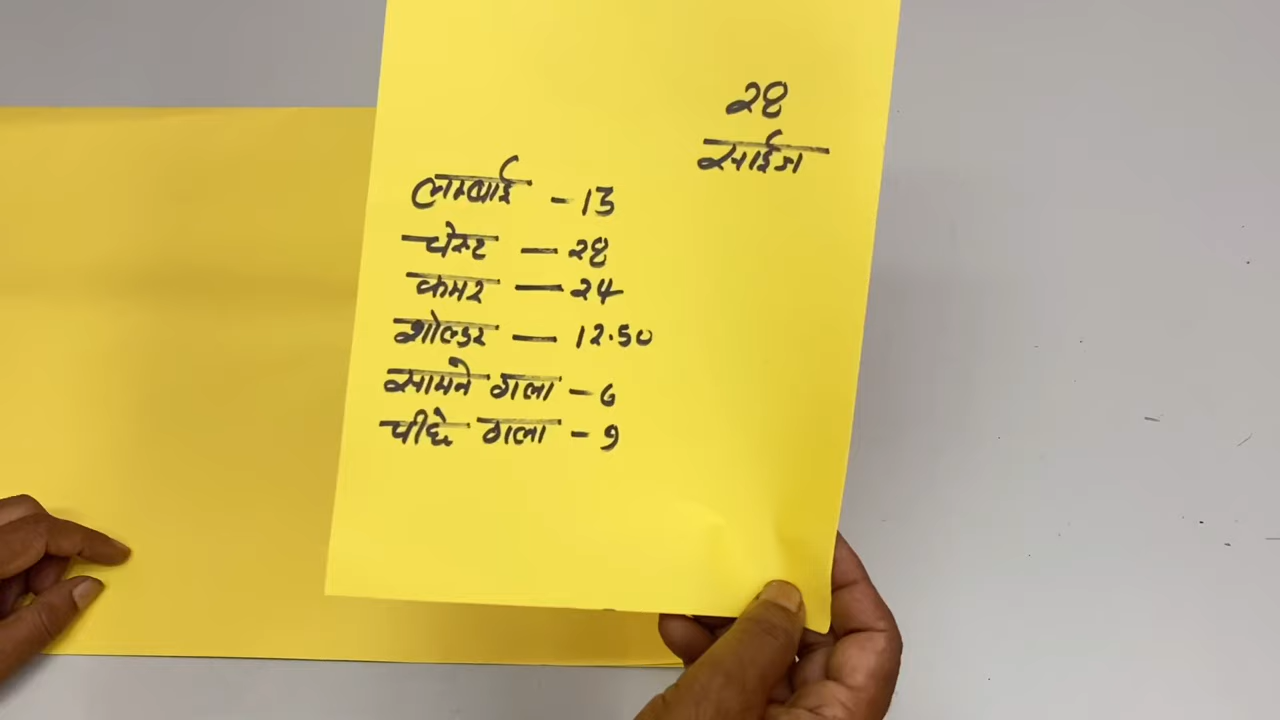 28
साईज
लम्बाई - 13
चेस्ट - 28
कमर - 24
शोल्डर - 12.50
सामने गला - 6
पीछे गला - 9